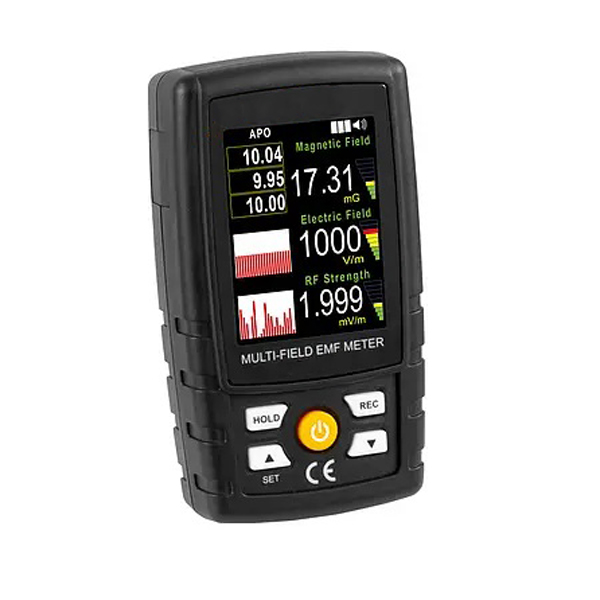 APO
10.04
9.95
10.00
Magnetic Field
17.31
mG
Electric Field
1000
V/m
RF Strength
1.999
mV/m
MULTI-FIELD EMF METER
HOLD
REC
▲
▼
SET
CE